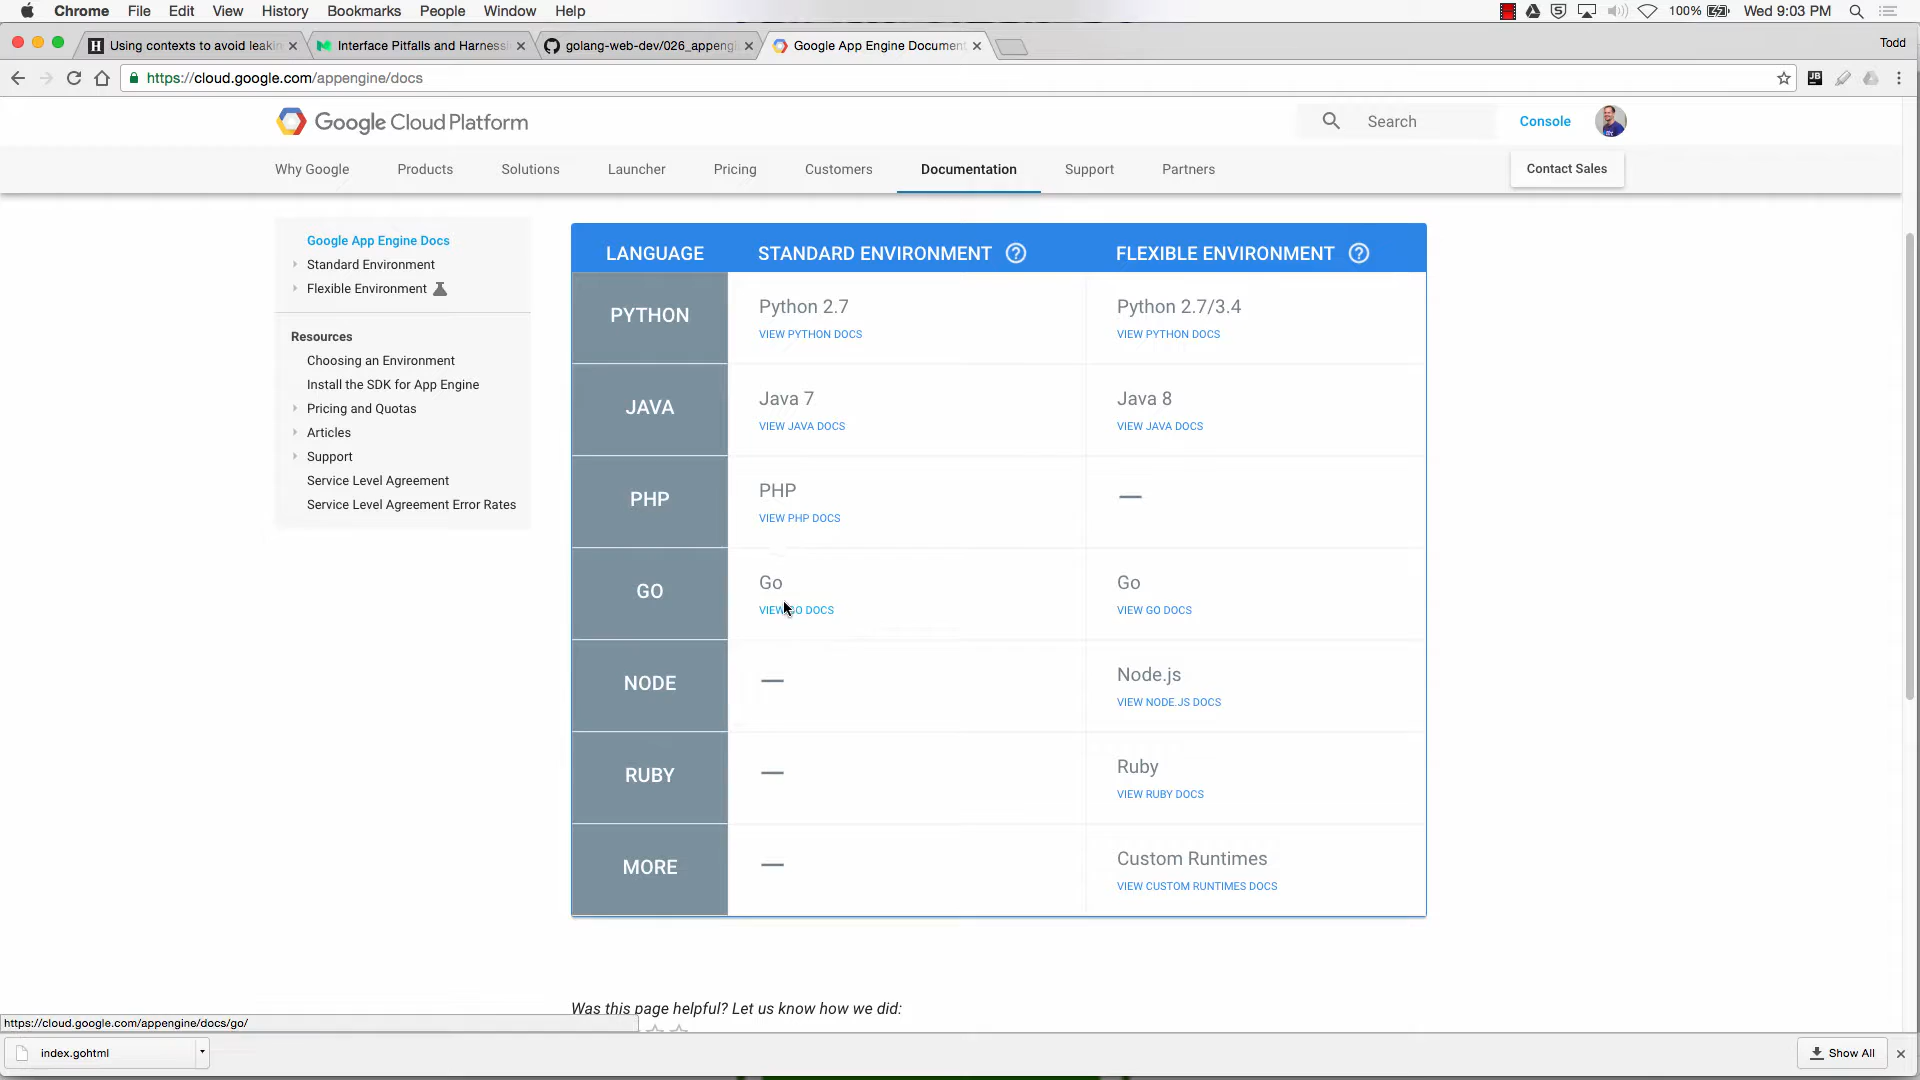 Chrome File Edit View History Bookmarks People Window Help 100% Wed 9:03 PM
Using contexts to avoid leakin Interface Pitfalls and Harnessi golang-web-dev/026_appengi Google App Engine Document Todd
https://cloud.google.com/appengine/docs
Google Cloud Platform Search Console
Why Google Products Solutions Launcher Pricing Customers Documentation Support Partners Contact Sales
Google App Engine Docs
Standard Environment
Flexible Environment
Resources
Choosing an Environment
Install the SDK for App Engine
Pricing and Quotas
Articles
Support
Service Level Agreement
Service Level Agreement Error Rates
LANGUAGE STANDARD ENVIRONMENT ? FLEXIBLE ENVIRONMENT ?
PYTHON Python 2.7 Python 2.7/3.4
VIEW PYTHON DOCS VIEW PYTHON DOCS
JAVA Java 7 Java 8
VIEW JAVA DOCS VIEW JAVA DOCS
PHP PHP —
VIEW PHP DOCS
GO Go Go
VIEW GO DOCS VIEW GO DOCS
NODE — Node.js
VIEW NODE.JS DOCS
RUBY — Ruby
VIEW RUBY DOCS
MORE — Custom Runtimes
VIEW CUSTOM RUNTIMES DOCS
Was this page helpful? Let us know how we did:
https://cloud.google.com/appengine/docs/go/
index.gohtml Show All